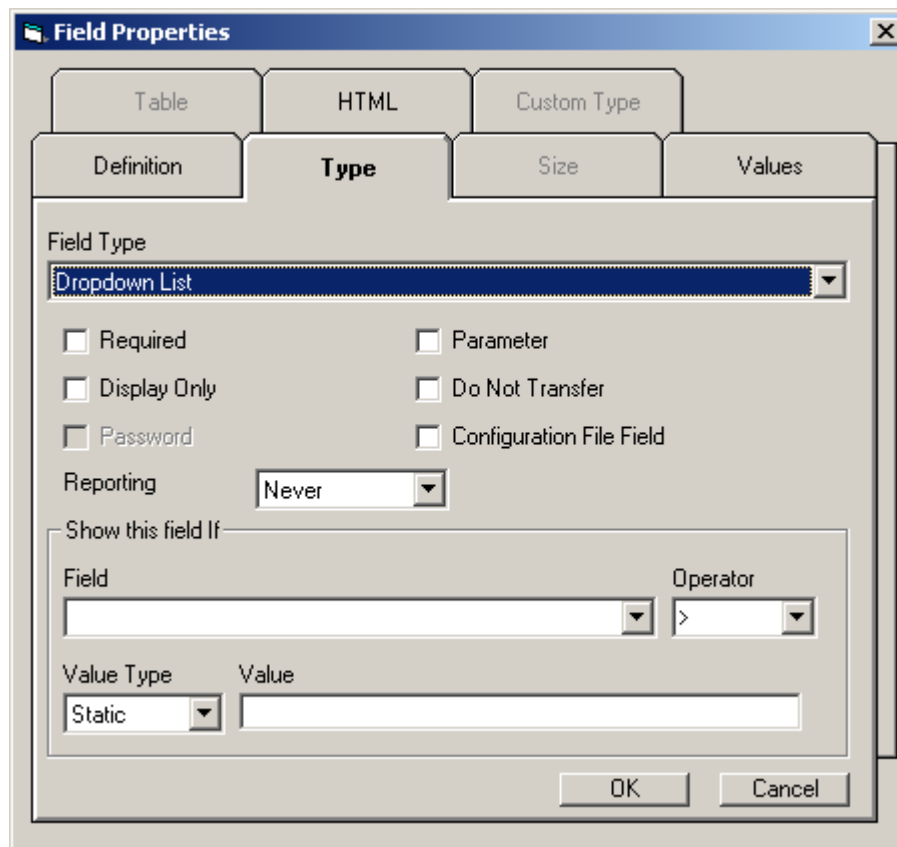 Field Properties
Table HTML Custom Type
Definition Type Size Values
Field Type
Dropdown List
Required Parameter
Display Only Do Not Transfer
Password Configuration File Field
Reporting Never
Show this field If
Field Operator
>
Value Type Value
Static
OK Cancel